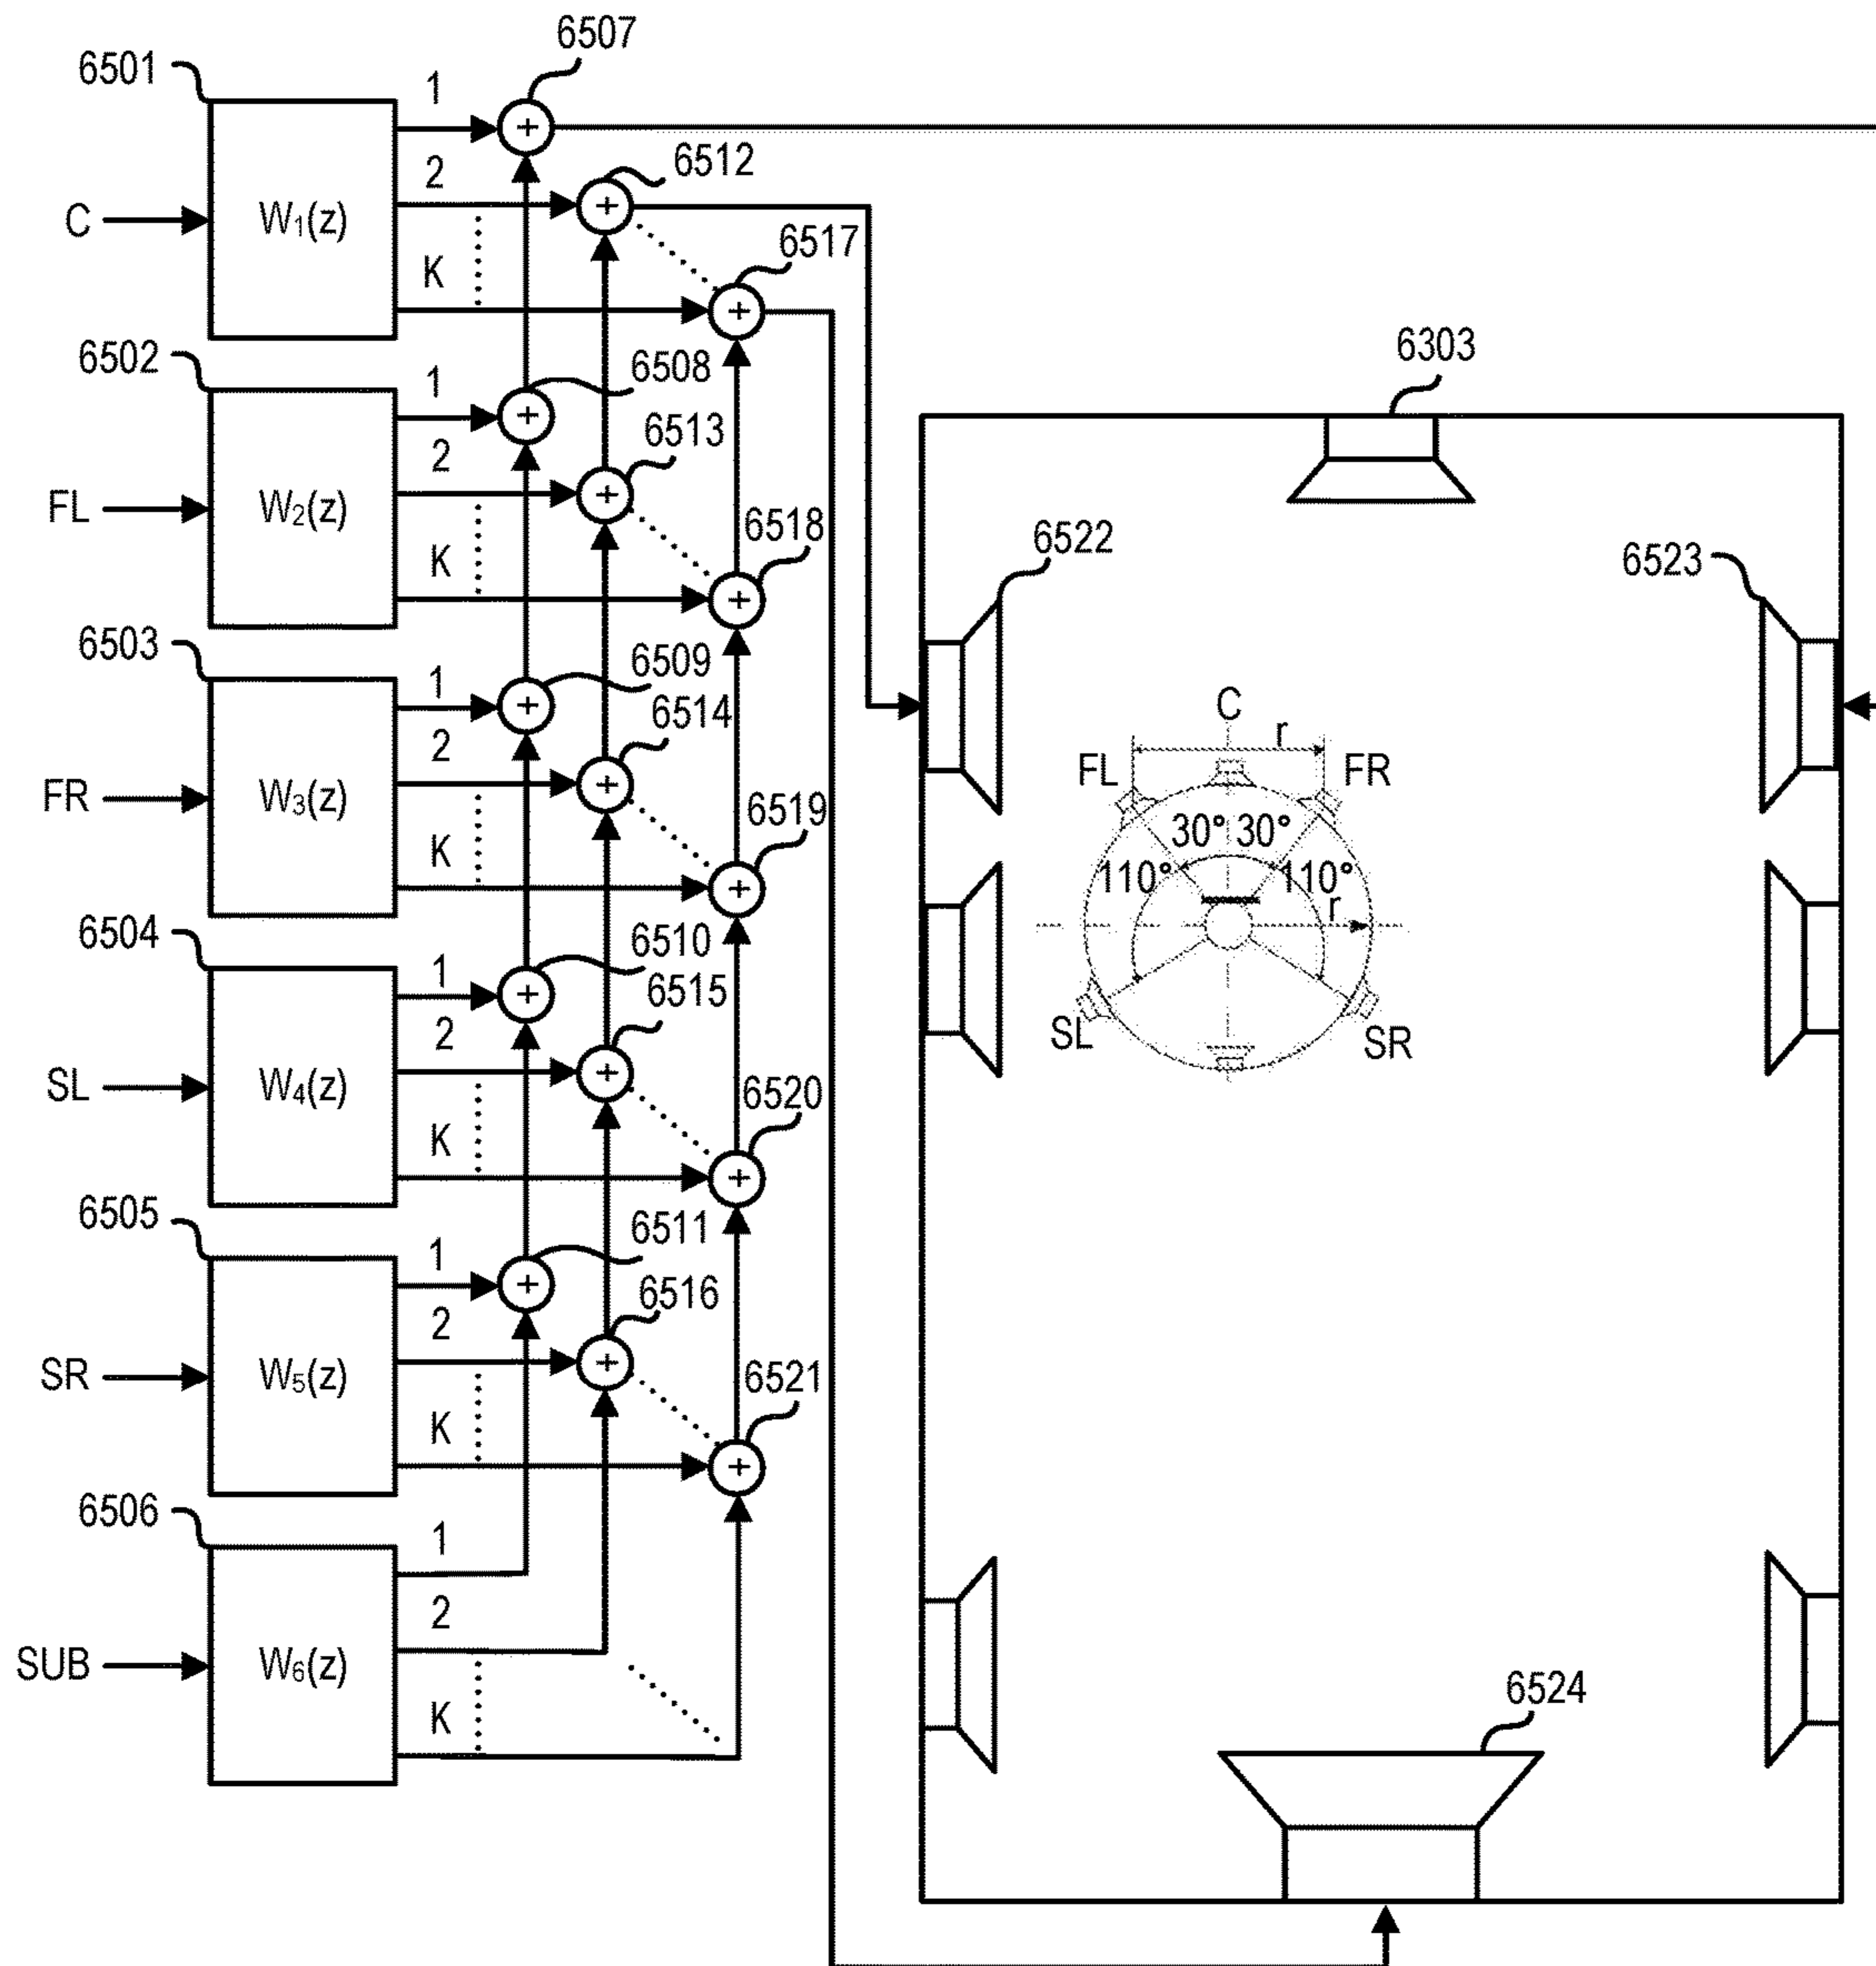 6507
6501
1
+
6512
2
+
C
W1(z)
6517
K
+
6502
6508
6303
1
+
6513
2
+
FL
W2(z)
6518
6522
6523
K
+
6503
6509
1
+
6514
2
+
FR
W3(z)
6519
K
+
C
r
FL
FR
30° 30°
110°
110°
r
SL
SR
6504
6510
1
+
6515
2
+
SL
W4(z)
6520
K
+
6505
6511
1
+
6516
2
+
SR
W5(z)
6521
K
+
6506
1
2
SUB
W6(z)
K
6524